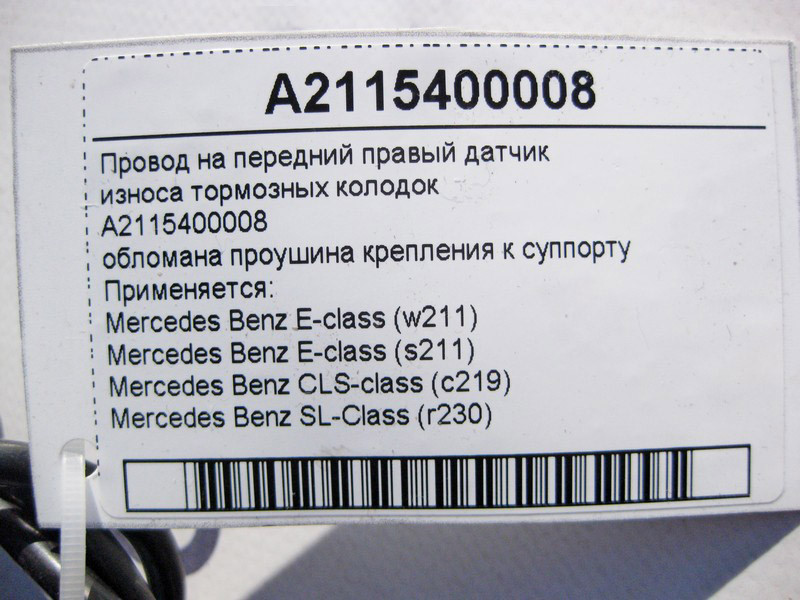 A2115400008
Провод на передний правый датчик
износа тормозных колодок
A2115400008
обломана проушина крепления к суппорту
Применяется:
Mercedes Benz E-class (w211)
Mercedes Benz E-class (s211)
Mercedes Benz CLS-class (c219)
Mercedes Benz SL-Class (r230)